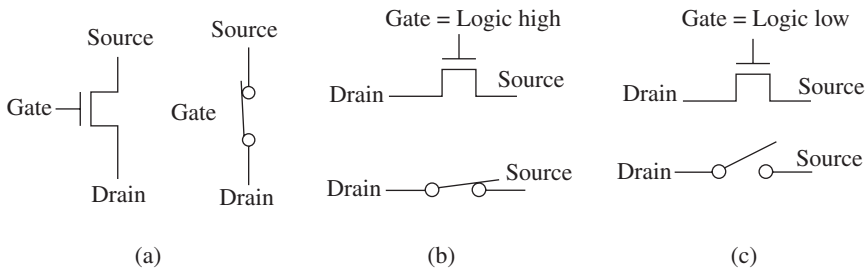 Source
Gate
Drain
Source
Gate
Drain
(a)
Gate = Logic high
Drain
Source
Drain
Source
(b)
Gate = Logic low
Drain
Source
Drain
Source
(c)